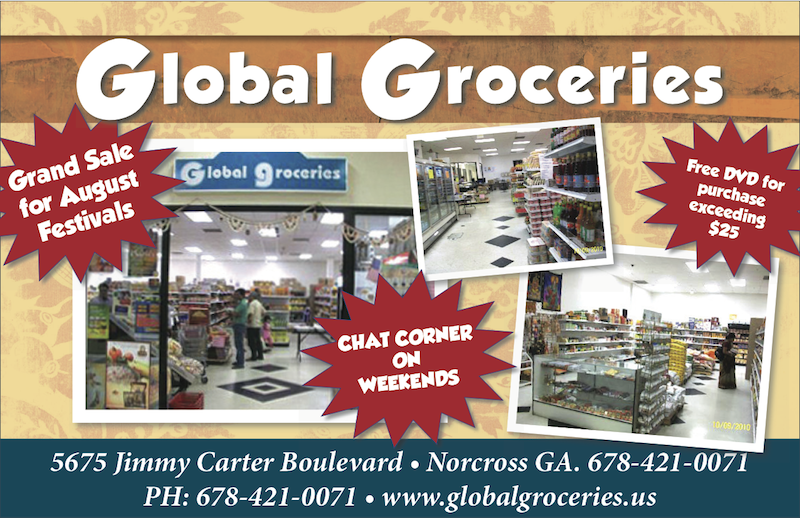 Global Groceries
Grand Sale
for August
Festivals
Global groceries
Free DVD for
purchase
exceeding
$25
CHAT CORNER
ON
WEEKENDS
5675 Jimmy Carter Boulevard • Norcross GA. 678-421-0071
PH: 678-421-0071 • www.globalgroceries.us